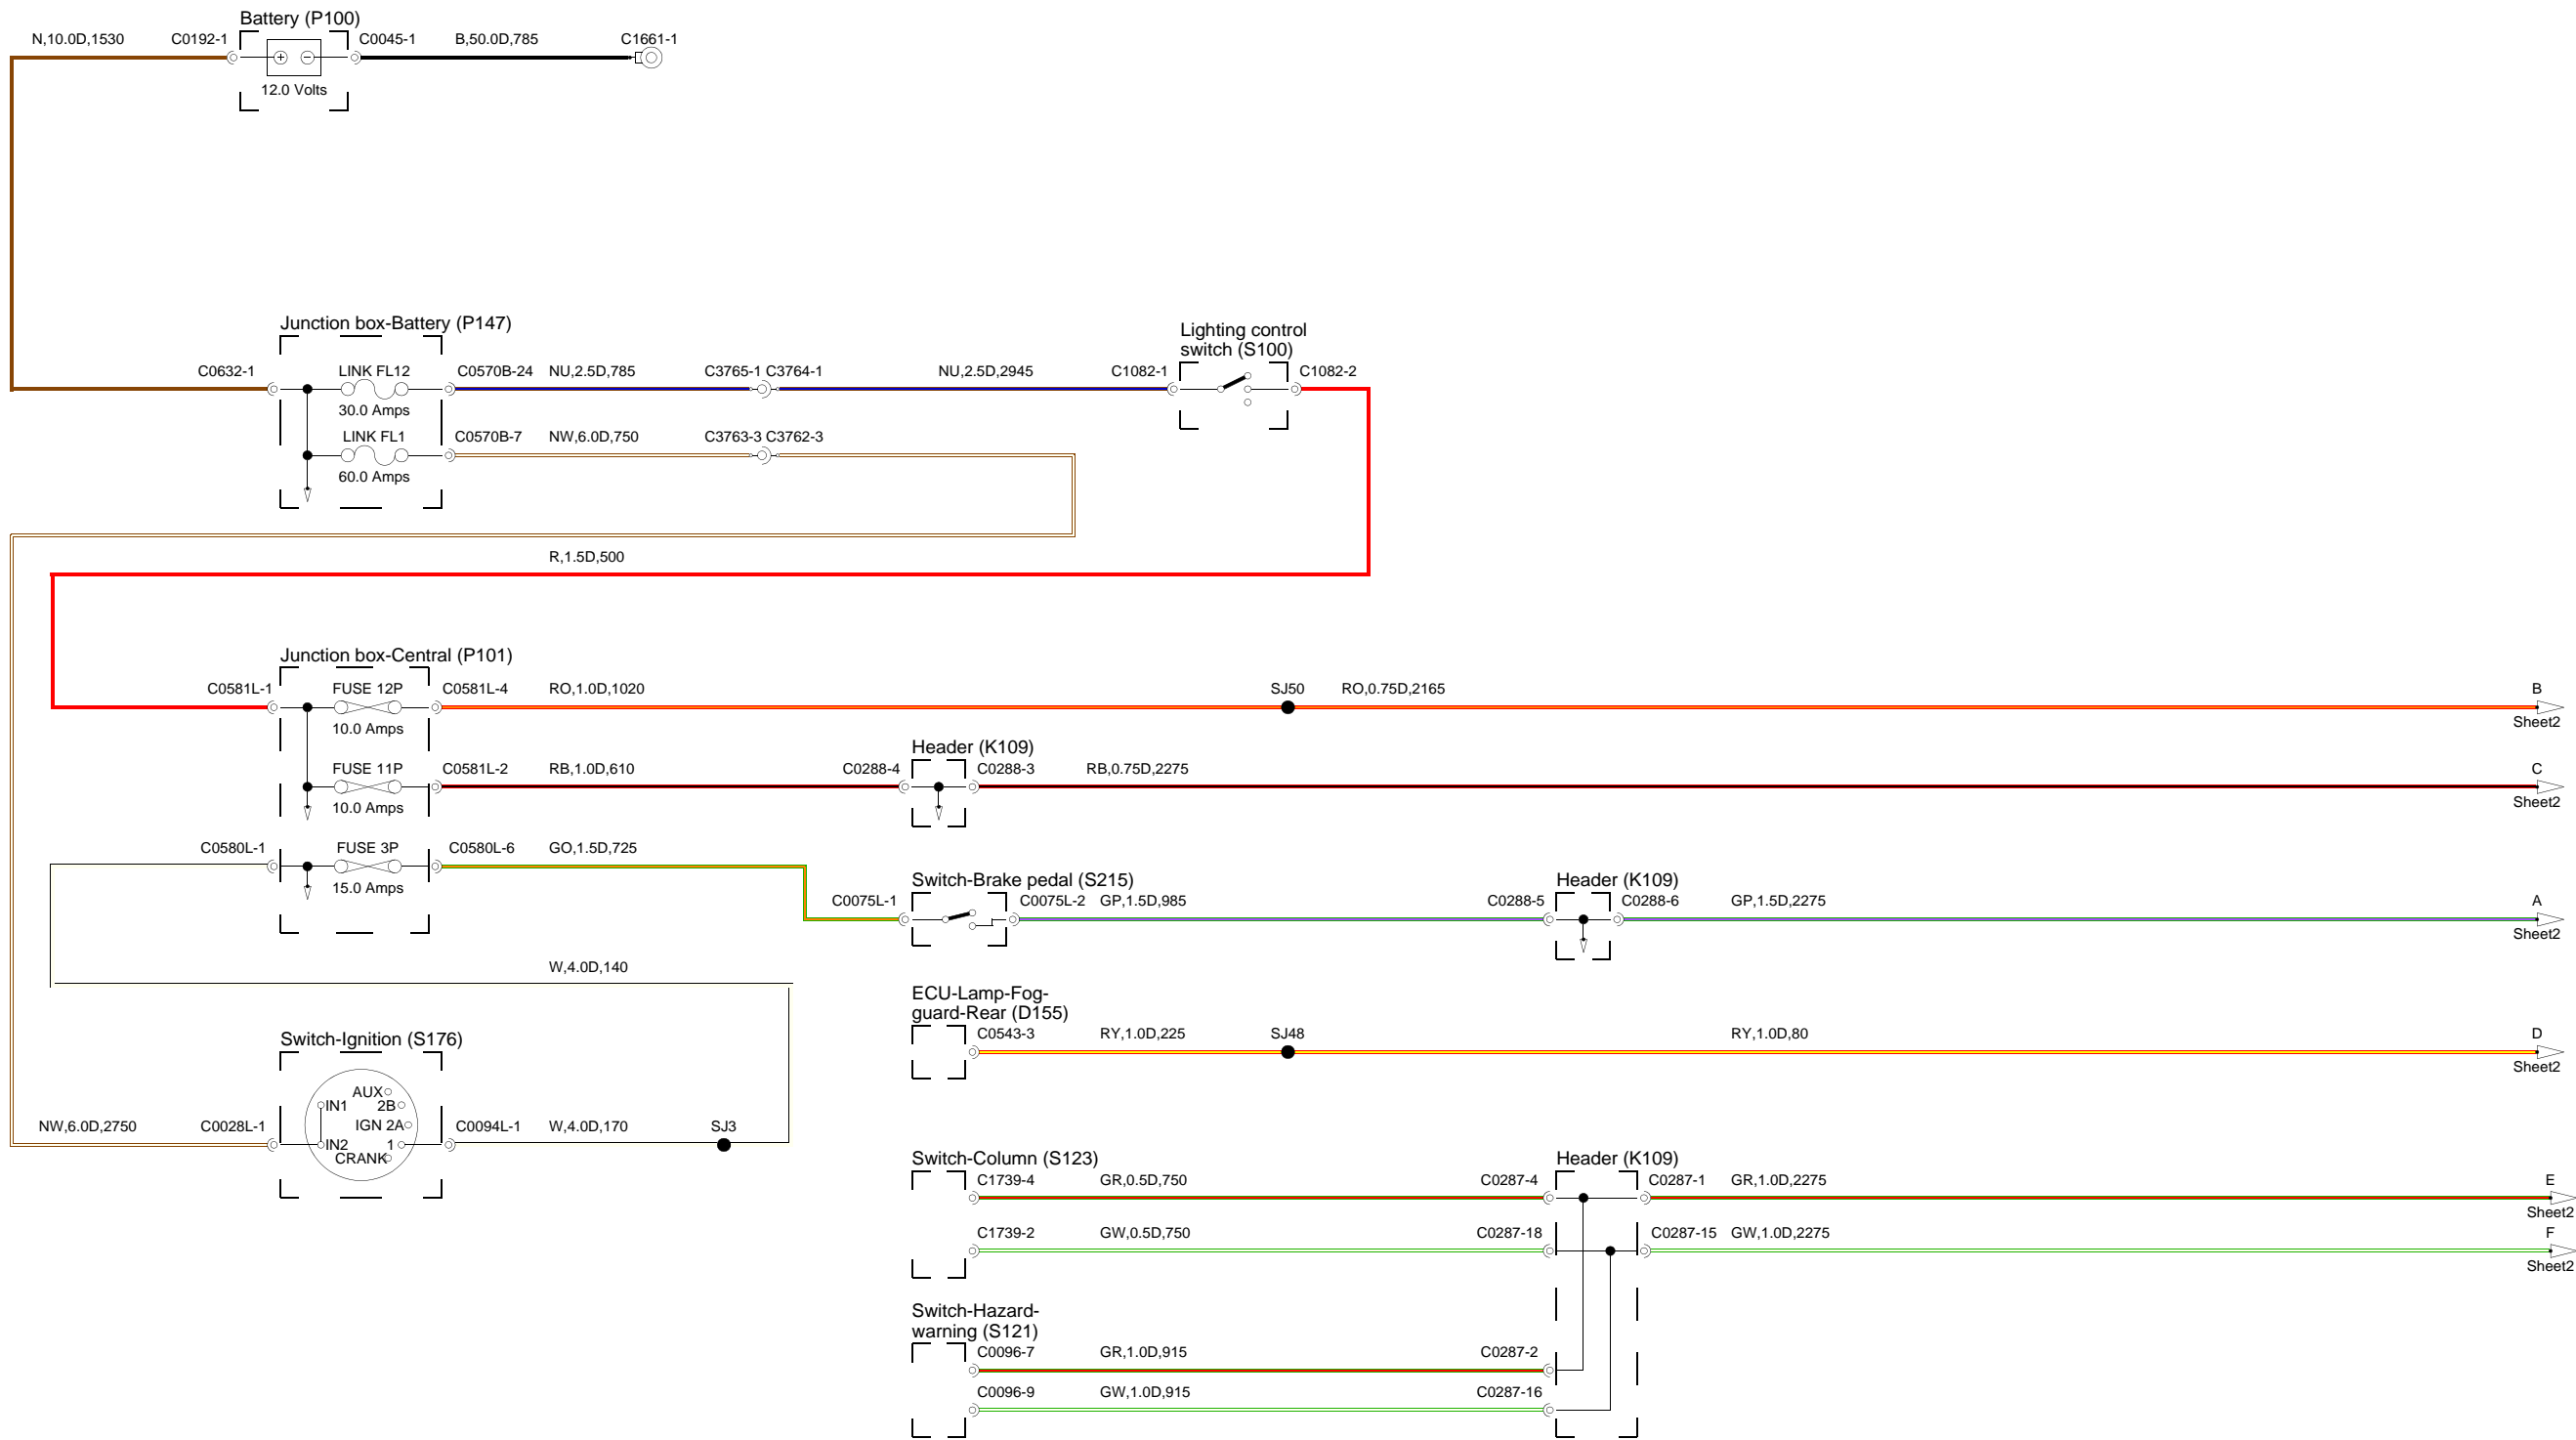 Battery (P100)
N,10.0D,1530
C0192-1
C0045-1
B,50.0D,785
C1661-1
12.0 Volts
Junction box-Battery (P147)
Lighting control
switch (S100)
C0632-1
LINK FL12
C0570B-24
NU,2.5D,785
C3765-1
C3764-1
NU,2.5D,2945
C1082-1
C1082-2
30.0 Amps
LINK FL1
C0570B-7
NW,6.0D,750
C3763-3
C3762-3
60.0 Amps
R,1.5D,500
Junction box-Central (P101)
C0581L-1
FUSE 12P
C0581L-4
RO,1.0D,1020
SJ50
RO,0.75D,2165
B
Sheet2
10.0 Amps
Header (K109)
FUSE 11P
C0581L-2
RB,1.0D,610
C0288-4
C0288-3
RB,0.75D,2275
C
Sheet2
10.0 Amps
C0580L-1
FUSE 3P
C0580L-6
GO,1.5D,725
15.0 Amps
Switch-Brake pedal (S215)
Header (K109)
C0075L-1
C0075L-2
GP,1.5D,985
C0288-5
C0288-6
GP,1.5D,2275
A
Sheet2
W,4.0D,140
ECU-Lamp-Fog-
guard-Rear (D155)
C0543-3
RY,1.0D,225
SJ48
RY,1.0D,80
D
Sheet2
Switch-Ignition (S176)
AUX
IN1
2B
IGN 2A
IN2
1
CRANK
NW,6.0D,2750
C0028L-1
C0094L-1
W,4.0D,170
SJ3
Switch-Column (S123)
Header (K109)
C1739-4
GR,0.5D,750
C0287-4
C0287-1
GR,1.0D,2275
E
Sheet2
C1739-2
GW,0.5D,750
C0287-18
C0287-15
GW,1.0D,2275
F
Sheet2
Switch-Hazard-
warning (S121)
C0096-7
GR,1.0D,915
C0287-2
C0096-9
GW,1.0D,915
C0287-16